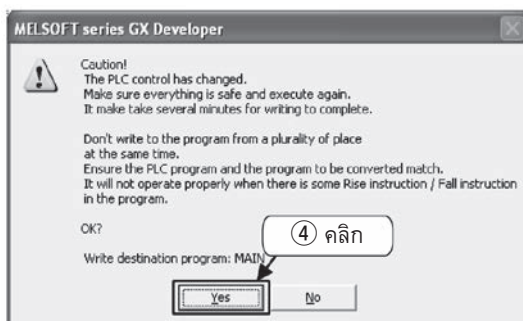 MELSOFT series GX Developer
Caution!
The PLC control has changed.
Make sure everything is safe and execute again.
It make take several minutes for writing to complete.
Don't write to the program from a plurality of place
at the same time.
Ensure the PLC program and the program to be converted match.
It will not operate properly when there is some Rise instruction / Fall instruction
in the program.
OK?
④ คลิก
Write destination program: MAIN
Yes
No